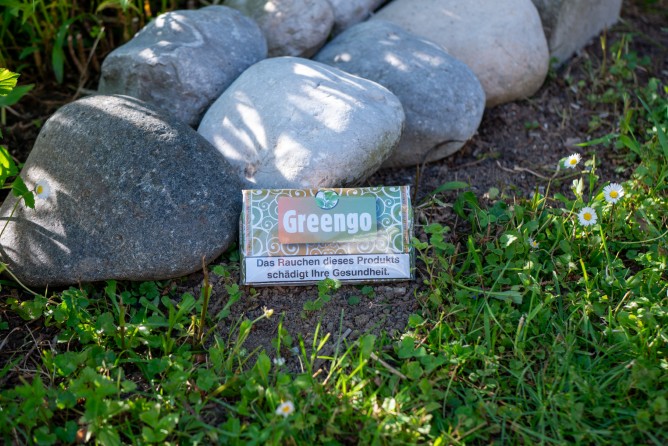 Greengo
Das Rauchen dieses Produkts
schädigt Ihre Gesundheit.